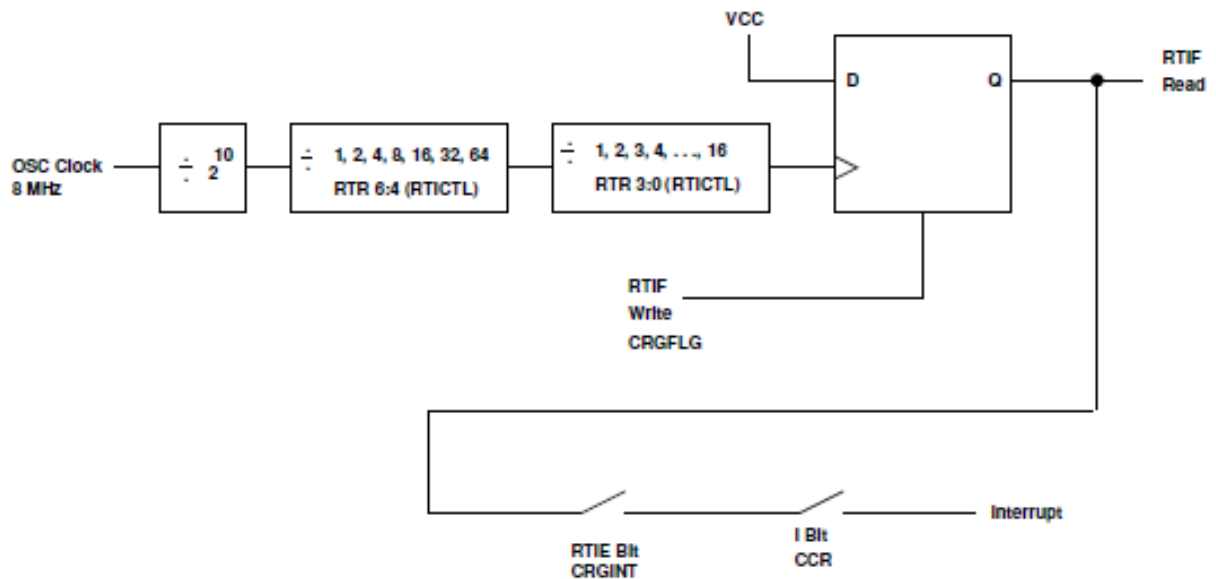 VCC
D
Q
RTIF
Read
OSC Clock
8 MHz
÷ 2^10
÷ 1, 2, 4, 8, 16, 32, 64
RTR 6:4 (RTICTL)
÷ 1, 2, 3, 4, . . ., 16
RTR 3:0 (RTICTL)
RTIF
Write
CRGFLG
RTIE Bit
CRGINT
I Bit
CCR
Interrupt